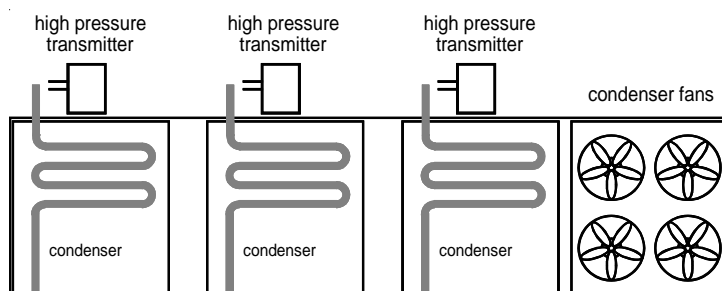 high pressure
transmitter
high pressure
transmitter
high pressure
transmitter
condenser fans
condenser
condenser
condenser